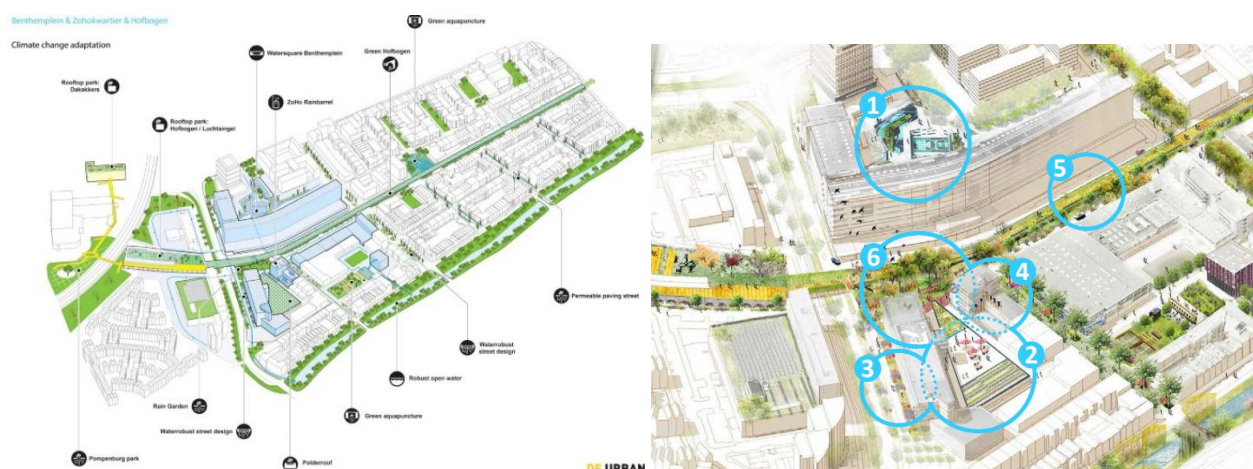 Benthemplein & Zohokwartier & Hofbogen
Climate change adaptation
Green aquapuncture
Watersquare Benthemplein
Green Hofbogen
Rooftop park:
Dakakkers
ZoHo Rainbarrel
Rooftop park:
Hofbogen / Luchtsingel
Permeable paving street
Waterrobust
street design
Robust open water
Rain Garden
Green aquapuncture
Waterrobust street design
Pompenburg park
Polderroof
DE URBAN
1
5
6
4
2
3